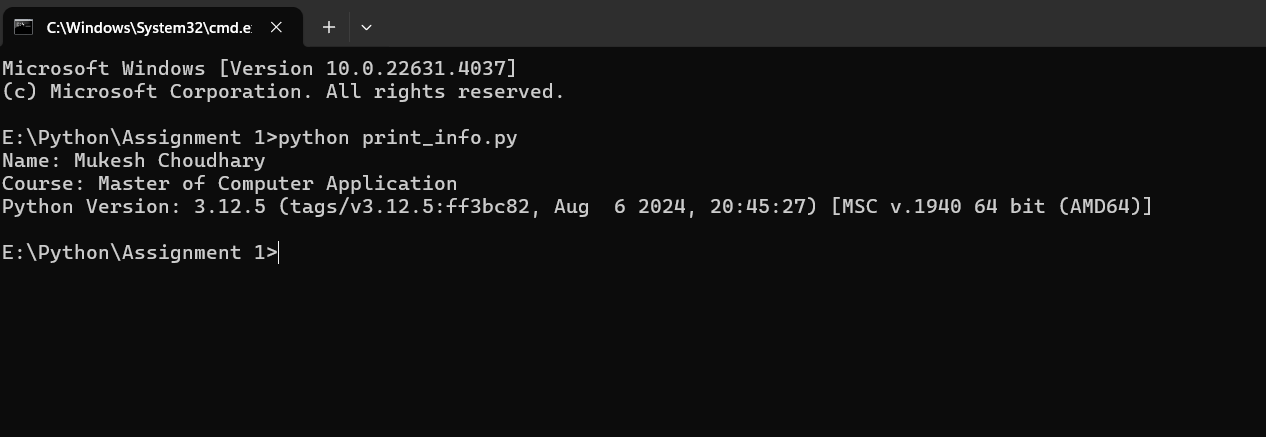 C:\Windows\System32\cmd.e
Microsoft Windows [Version 10.0.22631.4037]
(c) Microsoft Corporation. All rights reserved.
E:\Python\Assignment 1>python print_info.py
Name: Mukesh Choudhary
Course: Master of Computer Application
Python Version: 3.12.5 (tags/v3.12.5:ff3bc82, Aug  6 2024, 20:45:27) [MSC v.1940 64 bit (AMD64)]
E:\Python\Assignment 1>